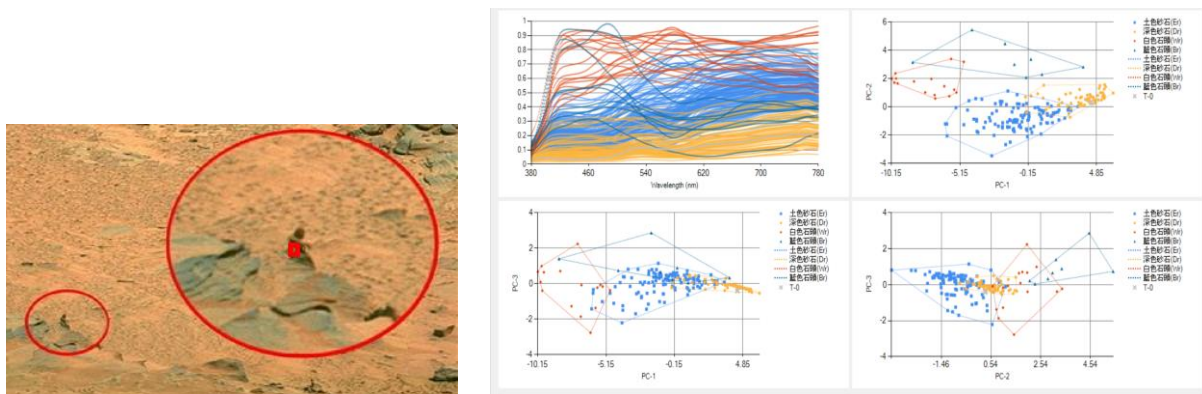 1
0.9
0.8
0.7
0.6
0.5
0.4
0.3
0.2
0.1
0
380 460 540 620 700 780
Wavelength (nm)
6
4
2
0
-2
-4
PC-2
-10.15 -5.15 -0.15 4.85
PC-1
土色砂石(Er)
深色砂石(Dr)
白色石頭(Wr)
藍色石頭(Br)
土色砂石(Er)
深色砂石(Dr)
白色石頭(Wr)
藍色石頭(Br)
T-0
4
2
0
-2
-4
PC-3
-10.15 -5.15 -0.15 4.85
PC-1
土色砂石(Er)
深色砂石(Dr)
白色石頭(Wr)
藍色石頭(Br)
土色砂石(Er)
深色砂石(Dr)
白色石頭(Wr)
藍色石頭(Br)
T-0
4
2
0
-2
-4
PC-3
-1.46 0.54 2.54 4.54
PC-2
土色砂石(Er)
深色砂石(Dr)
白色石頭(Wr)
藍色石頭(Br)
土色砂石(Er)
深色砂石(Dr)
白色石頭(Wr)
藍色石頭(Br)
T-0